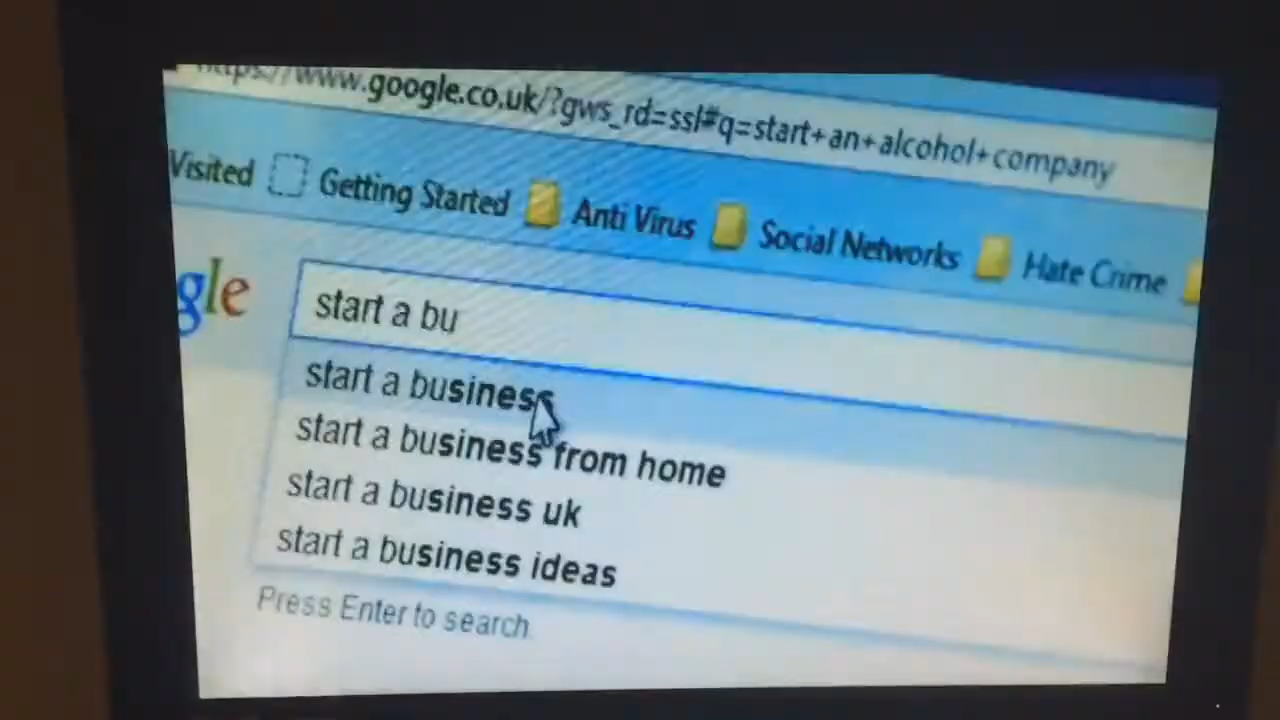 https://www.google.co.uk/?gws_rd=ssl#q=start+an+alcohol+company
Visited Getting Started Anti Virus Social Networks Hate Crime
gle start a bu
start a business
start a business from home
start a business uk
start a business ideas
Press Enter to search.